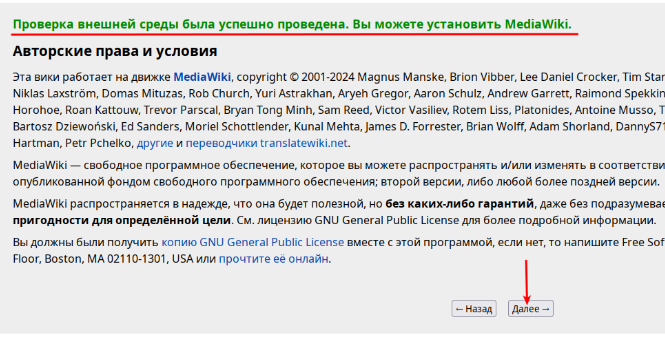 Проверка внешней среды была успешно проведена. Вы можете установить MediaWiki.
Авторские права и условия
Эта вики работает на движке MediaWiki, copyright © 2001-2024 Magnus Manske, Brion Vibber, Lee Daniel Crocker, Tim Star
Niklas Laxström, Domas Mituzas, Rob Church, Yuri Astrakhan, Aryeh Gregor, Aaron Schulz, Andrew Garrett, Raimond Spekkin
Horohoe, Roan Kattouw, Trevor Parscal, Bryan Tong Minh, Sam Reed, Victor Vasiliev, Rotem Liss, Platonides, Antoine Musso, T
Bartosz Dziewoński, Ed Sanders, Moriel Schottlender, Kunal Mehta, James D. Forrester, Brian Wolff, Adam Shorland, DannyS71
Hartman, Petr Pchelko, другие и переводчики translatewiki.net.
MediaWiki — свободное программное обеспечение, которое вы можете распространять и/или изменять в соответстви
опубликованной фондом свободного программного обеспечения; второй версии, либо любой более поздней версии.
MediaWiki распространяется в надежде, что она будет полезной, но без каких-либо гарантий, даже без подразумевае
пригодности для определённой цели. См. лицензию GNU General Public License для более подробной информации.
Вы должны были получить копию GNU General Public License вместе с этой программой, если нет, то напишите Free Sof
Floor, Boston, MA 02110-1301, USA или прочтите её онлайн.
← Назад Далее →